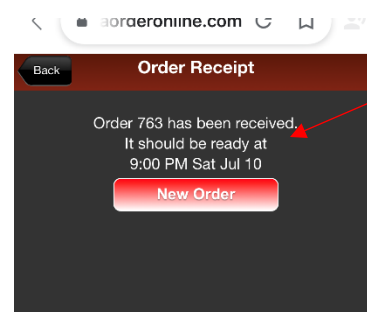 aorderonline.com
Back
Order Receipt
Order 763 has been received.
It should be ready at
9:00 PM Sat Jul 10
New Order